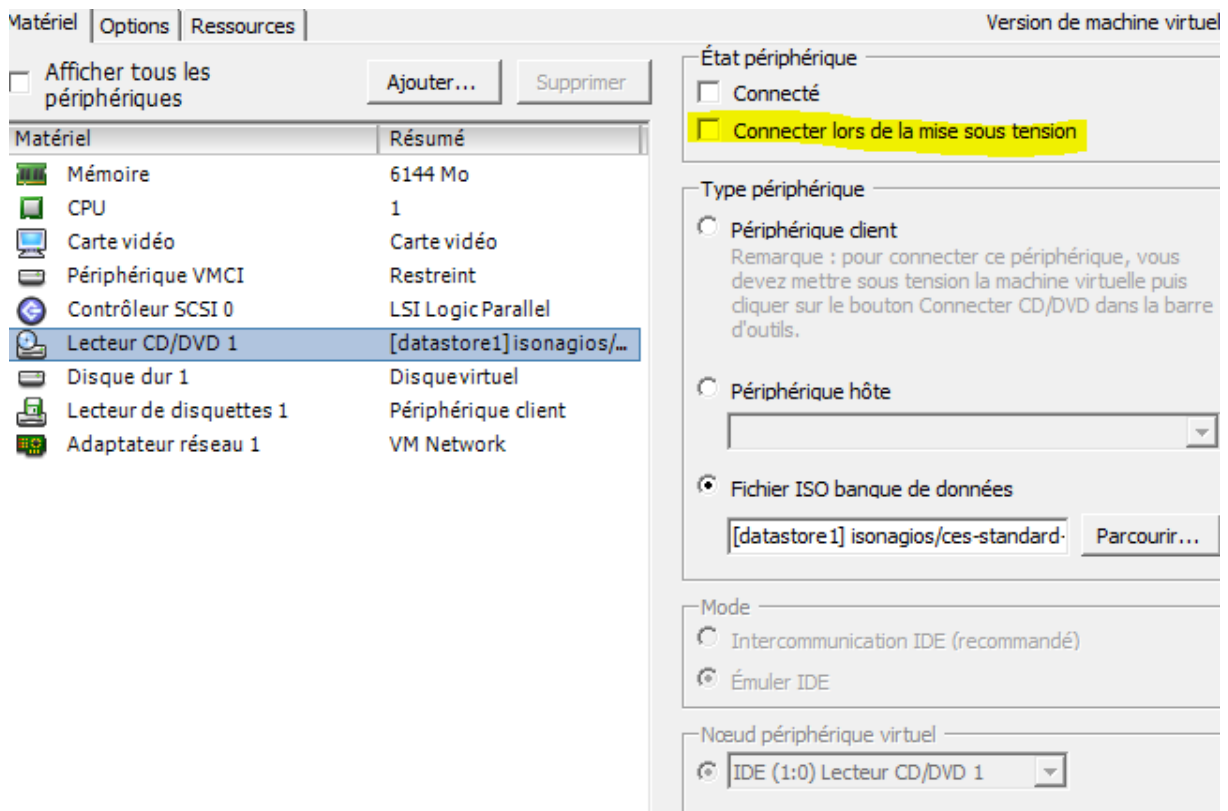 Matériel Options Ressources
Version de machine virtuel
Afficher tous les
périphériques
Ajouter...
Supprimer
Matériel Résumé
Mémoire 6144 Mo
CPU 1
Carte vidéo Carte vidéo
Périphérique VMCI Restreint
Contrôleur SCSI 0 LSI Logic Parallel
Lecteur CD/DVD 1 [datastore1] isonagios/...
Disque dur 1 Disque virtuel
Lecteur de disquettes 1 Périphérique client
Adaptateur réseau 1 VM Network
État périphérique
Connecté
Connecter lors de la mise sous tension
Type périphérique
Périphérique client
Remarque : pour connecter ce périphérique, vous
devez mettre sous tension la machine virtuelle puis
cliquer sur le bouton Connecter CD/DVD dans la barre
d'outils.
Périphérique hôte
Fichier ISO banque de données
[datastore1] isonagios/ces-standard-
Parcourir...
Mode
Intercommunication IDE (recommandé)
Émuler IDE
Nœud périphérique virtuel
IDE (1:0) Lecteur CD/DVD 1